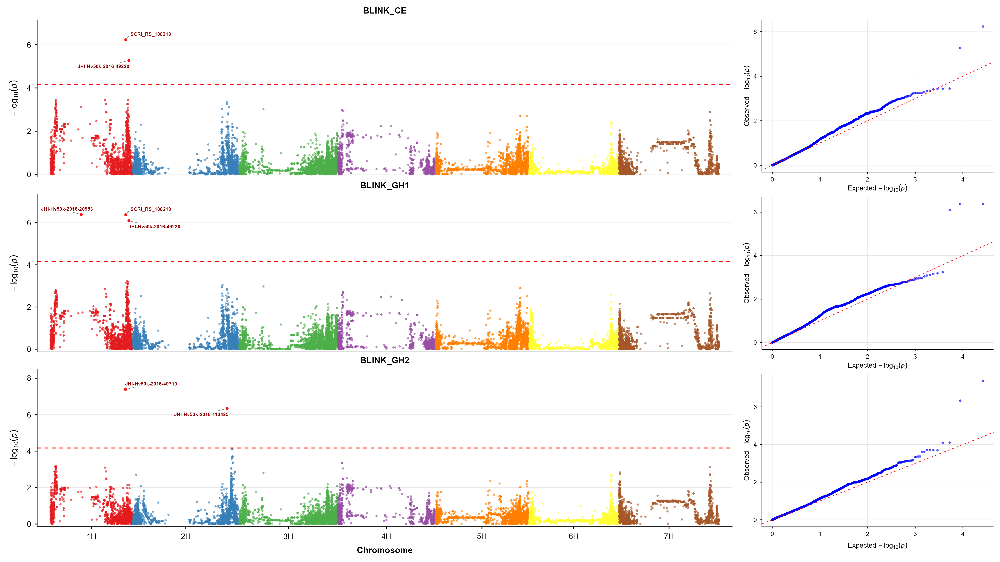 BLINK_CE
SCRI_RS_188218
JHI-Hv50k-2016-49220
6
4
2
0
− log10(p)
6
4
2
0
Observed − log10(p)
0 1 2 3 4
Expected − log10(p)
BLINK_GH1
JHI-Hv50k-2016-20953
SCRI_RS_188218
JHI-Hv50k-2016-49220
6
4
2
0
− log10(p)
6
4
2
0
Observed − log10(p)
0 1 2 3 4
Expected − log10(p)
BLINK_GH2
JHI-Hv50k-2016-40719
JHI-Hv50k-2016-110485
8
6
4
2
0
− log10(p)
1H 2H 3H 4H 5H 6H 7H
Chromosome
6
4
2
0
Observed − log10(p)
0 1 2 3 4
Expected − log10(p)